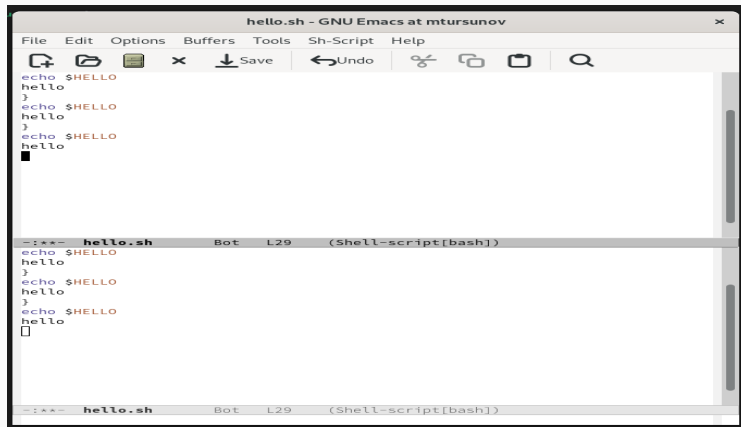 hello.sh - GNU Emacs at mtursunov
File Edit Options Buffers Tools Sh-Script Help
Save Undo
echo $HELLO
hello
}
echo $HELLO
hello
}
echo $HELLO
hello
-:**- hello.sh Bot L29 (Shell-script[bash])
echo $HELLO
hello
}
echo $HELLO
hello
}
echo $HELLO
hello
-:**- hello.sh Bot L29 (Shell-script[bash])